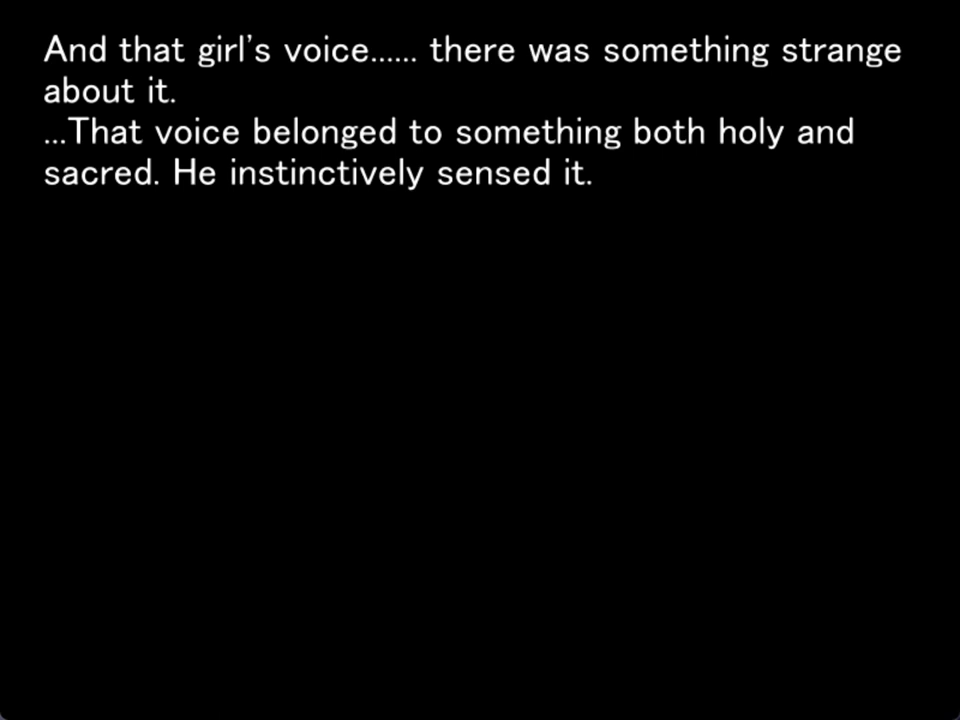 And that girl's voice...... there was something strange
about it.
...That voice belonged to something both holy and
sacred. He instinctively sensed it.